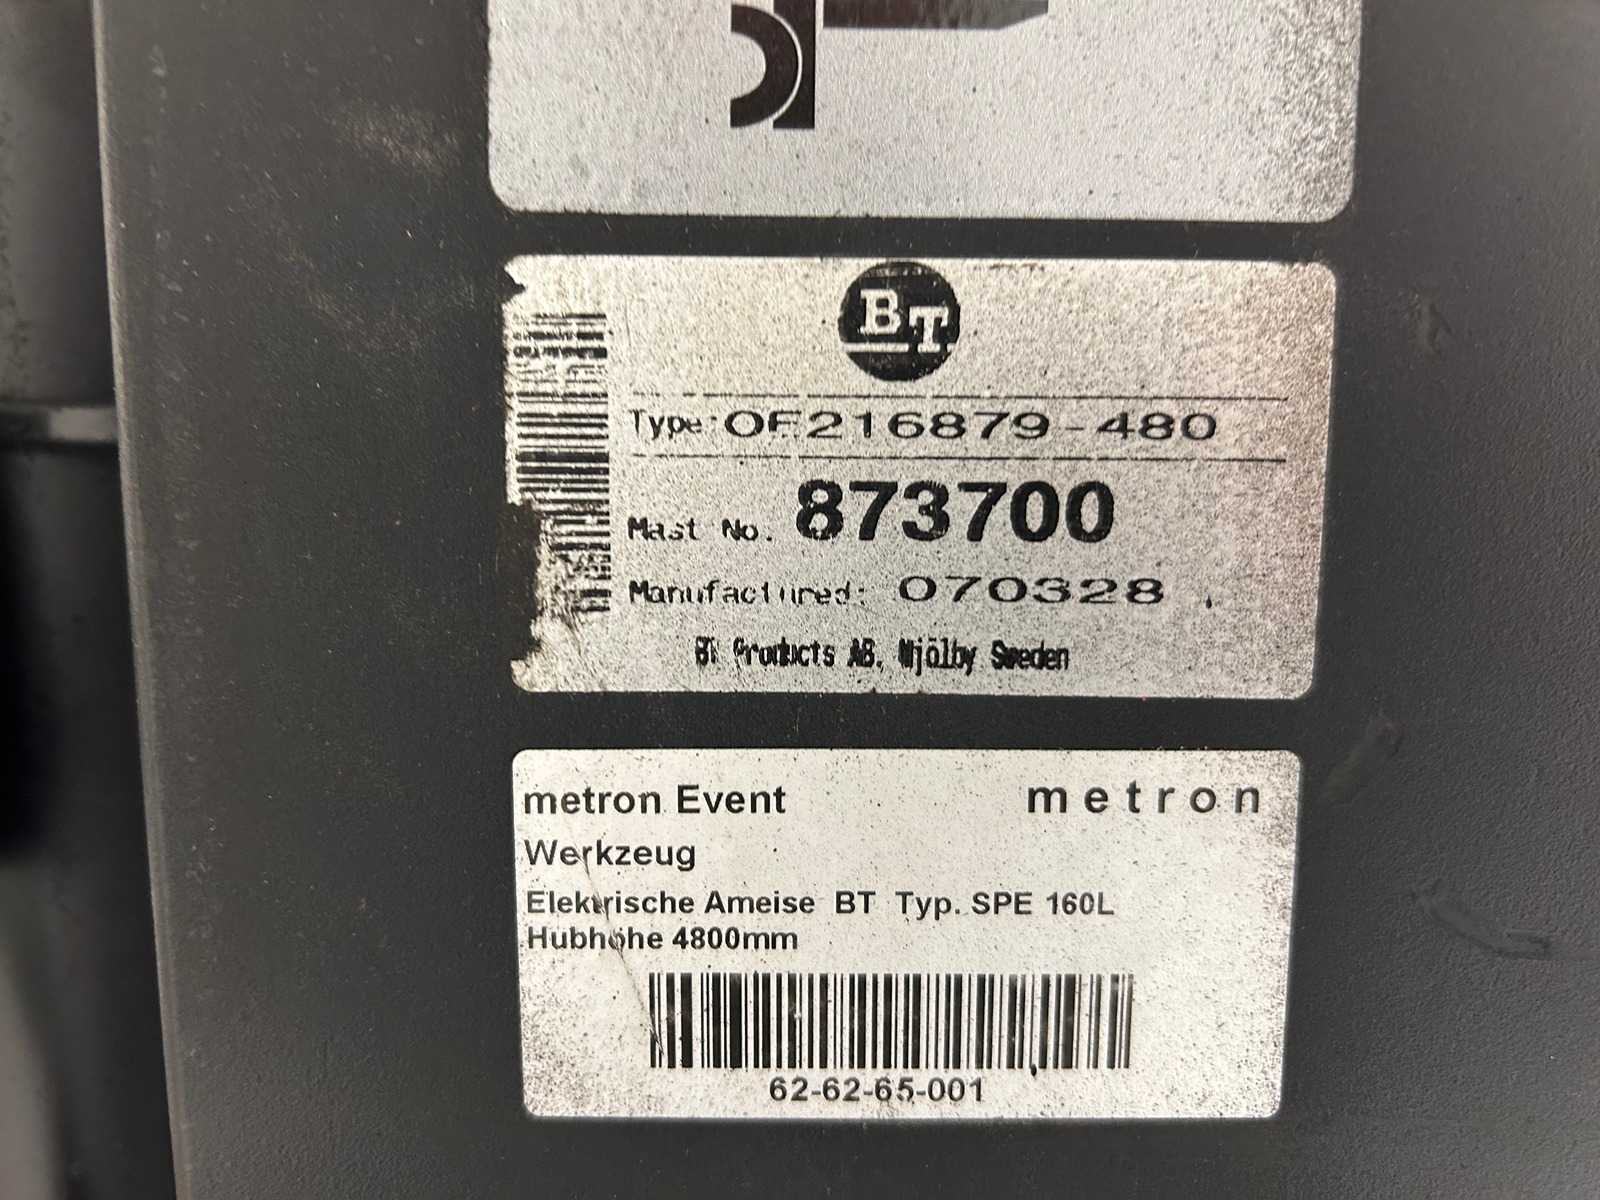 BT
Type: OF216879-480
Mast No. 873700
Manufactured: 070328
BT Products AB, Mjölby Sweden
metron Event metron
Werkzeug
Elektrische Ameise BT Typ. SPE 160L
Hubhöhe 4800mm
62-62-65-001